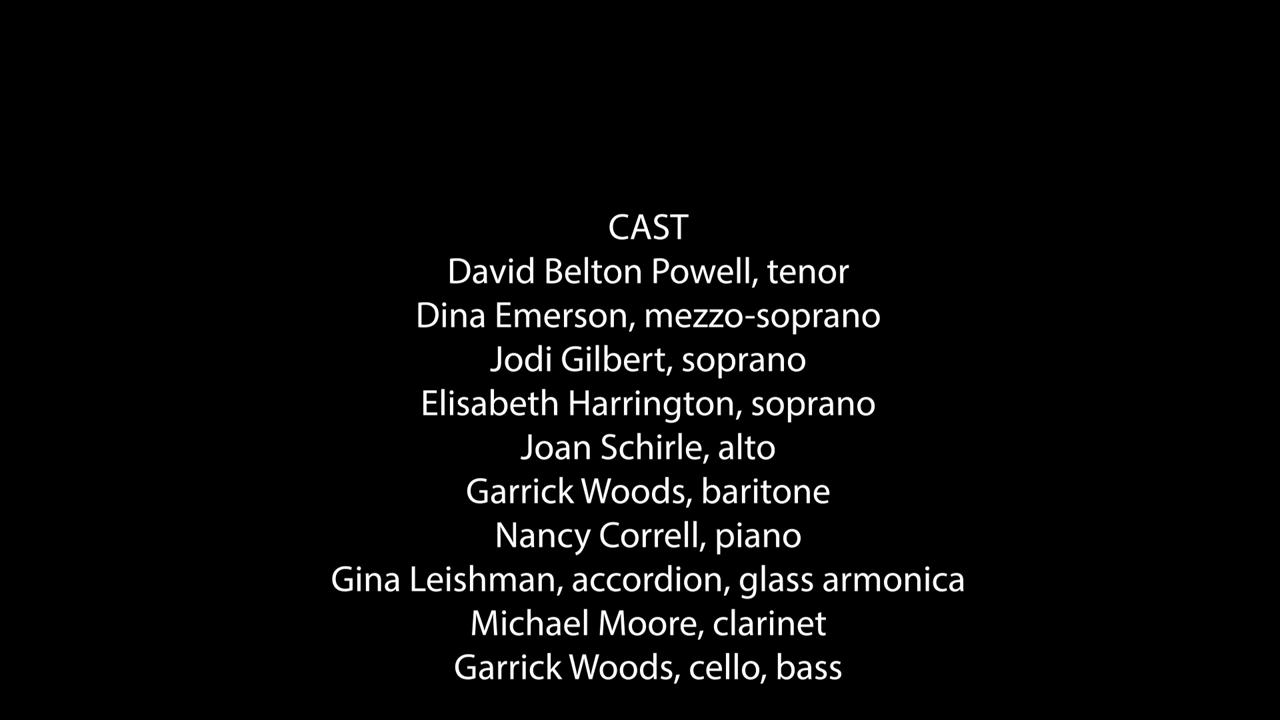 CAST
David Belton Powell, tenor
Dina Emerson, mezzo-soprano
Jodi Gilbert, soprano
Elisabeth Harrington, soprano
Joan Schirle, alto
Garrick Woods, baritone
Nancy Correll, piano
Gina Leishman, accordion, glass armonica
Michael Moore, clarinet
Garrick Woods, cello, bass